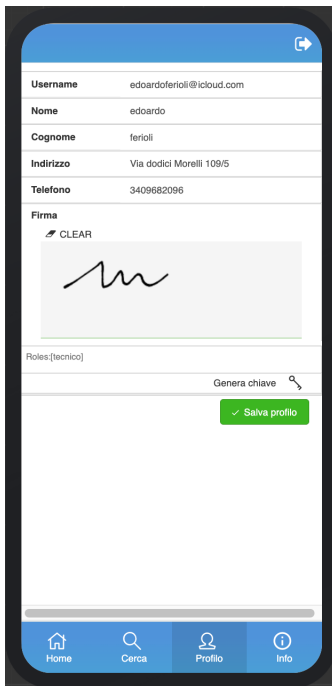 Username edoardoferioli@icloud.com
Nome edoardo
Cognome ferioli
Indirizzo Via dodici Morelli 109/5
Telefono 3409682096
Firma
CLEAR
Roles:[tecnico]
Genera chiave
Salva profilo
Home Cerca Profilo Info